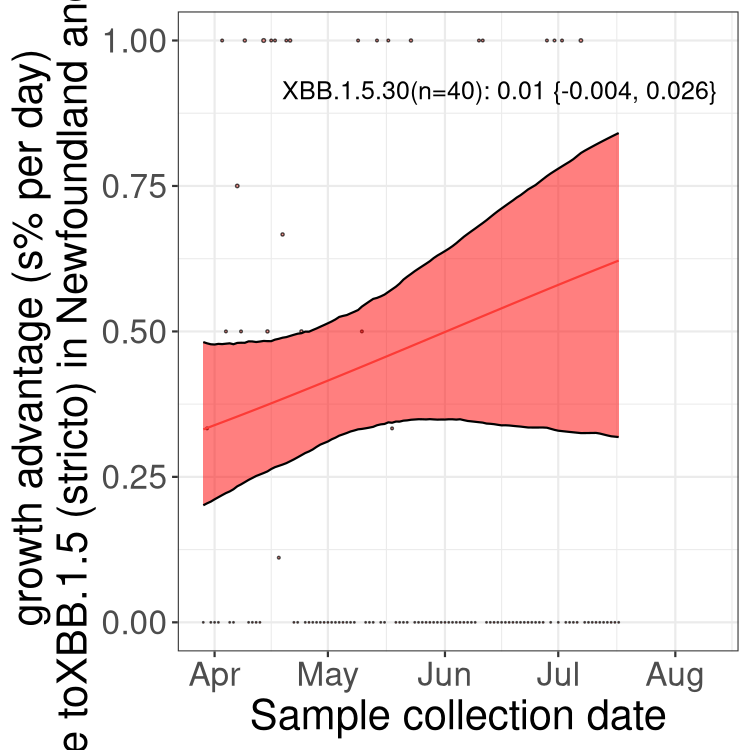 growth advantage (s% per day)
toXBB.1.5 (stricto) in Newfoundland
1.00
0.75
0.50
0.25
0.00
XBB.1.5.30(n=40): 0.01 {-0.004, 0.026}
Apr May Jun Jul Aug
Sample collection date